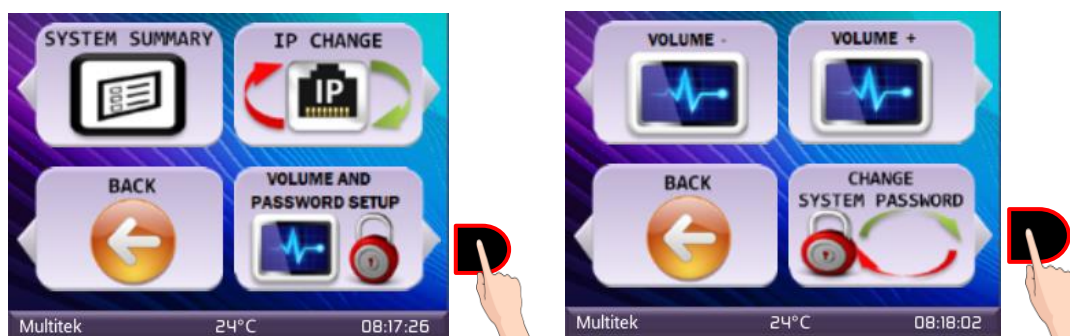 SYSTEM SUMMARY
IP CHANGE
IP
BACK
VOLUME AND
PASSWORD SETUP
Multitek 24°C 08:17:26
VOLUME -
VOLUME +
BACK
CHANGE
SYSTEM PASSWORD
Multitek 24°C 08:18:02